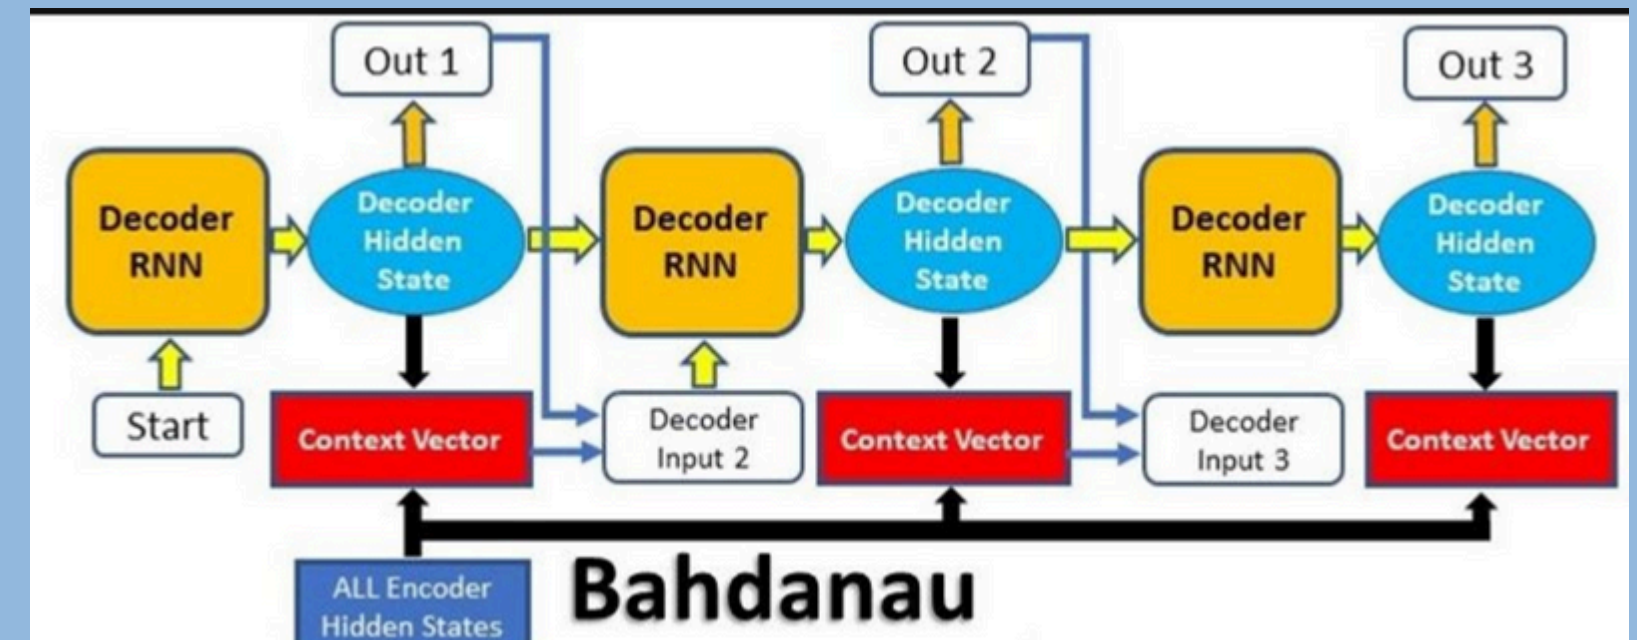 Out 1
Out 2
Out 3
Decoder
RNN
Decoder
Hidden
State
Decoder
RNN
Decoder
Hidden
State
Decoder
RNN
Decoder
Hidden
State
Start
Context Vector
Decoder
Input 2
Context Vector
Decoder
Input 3
Context Vector
ALL Encoder
Hidden States
Bahdanau